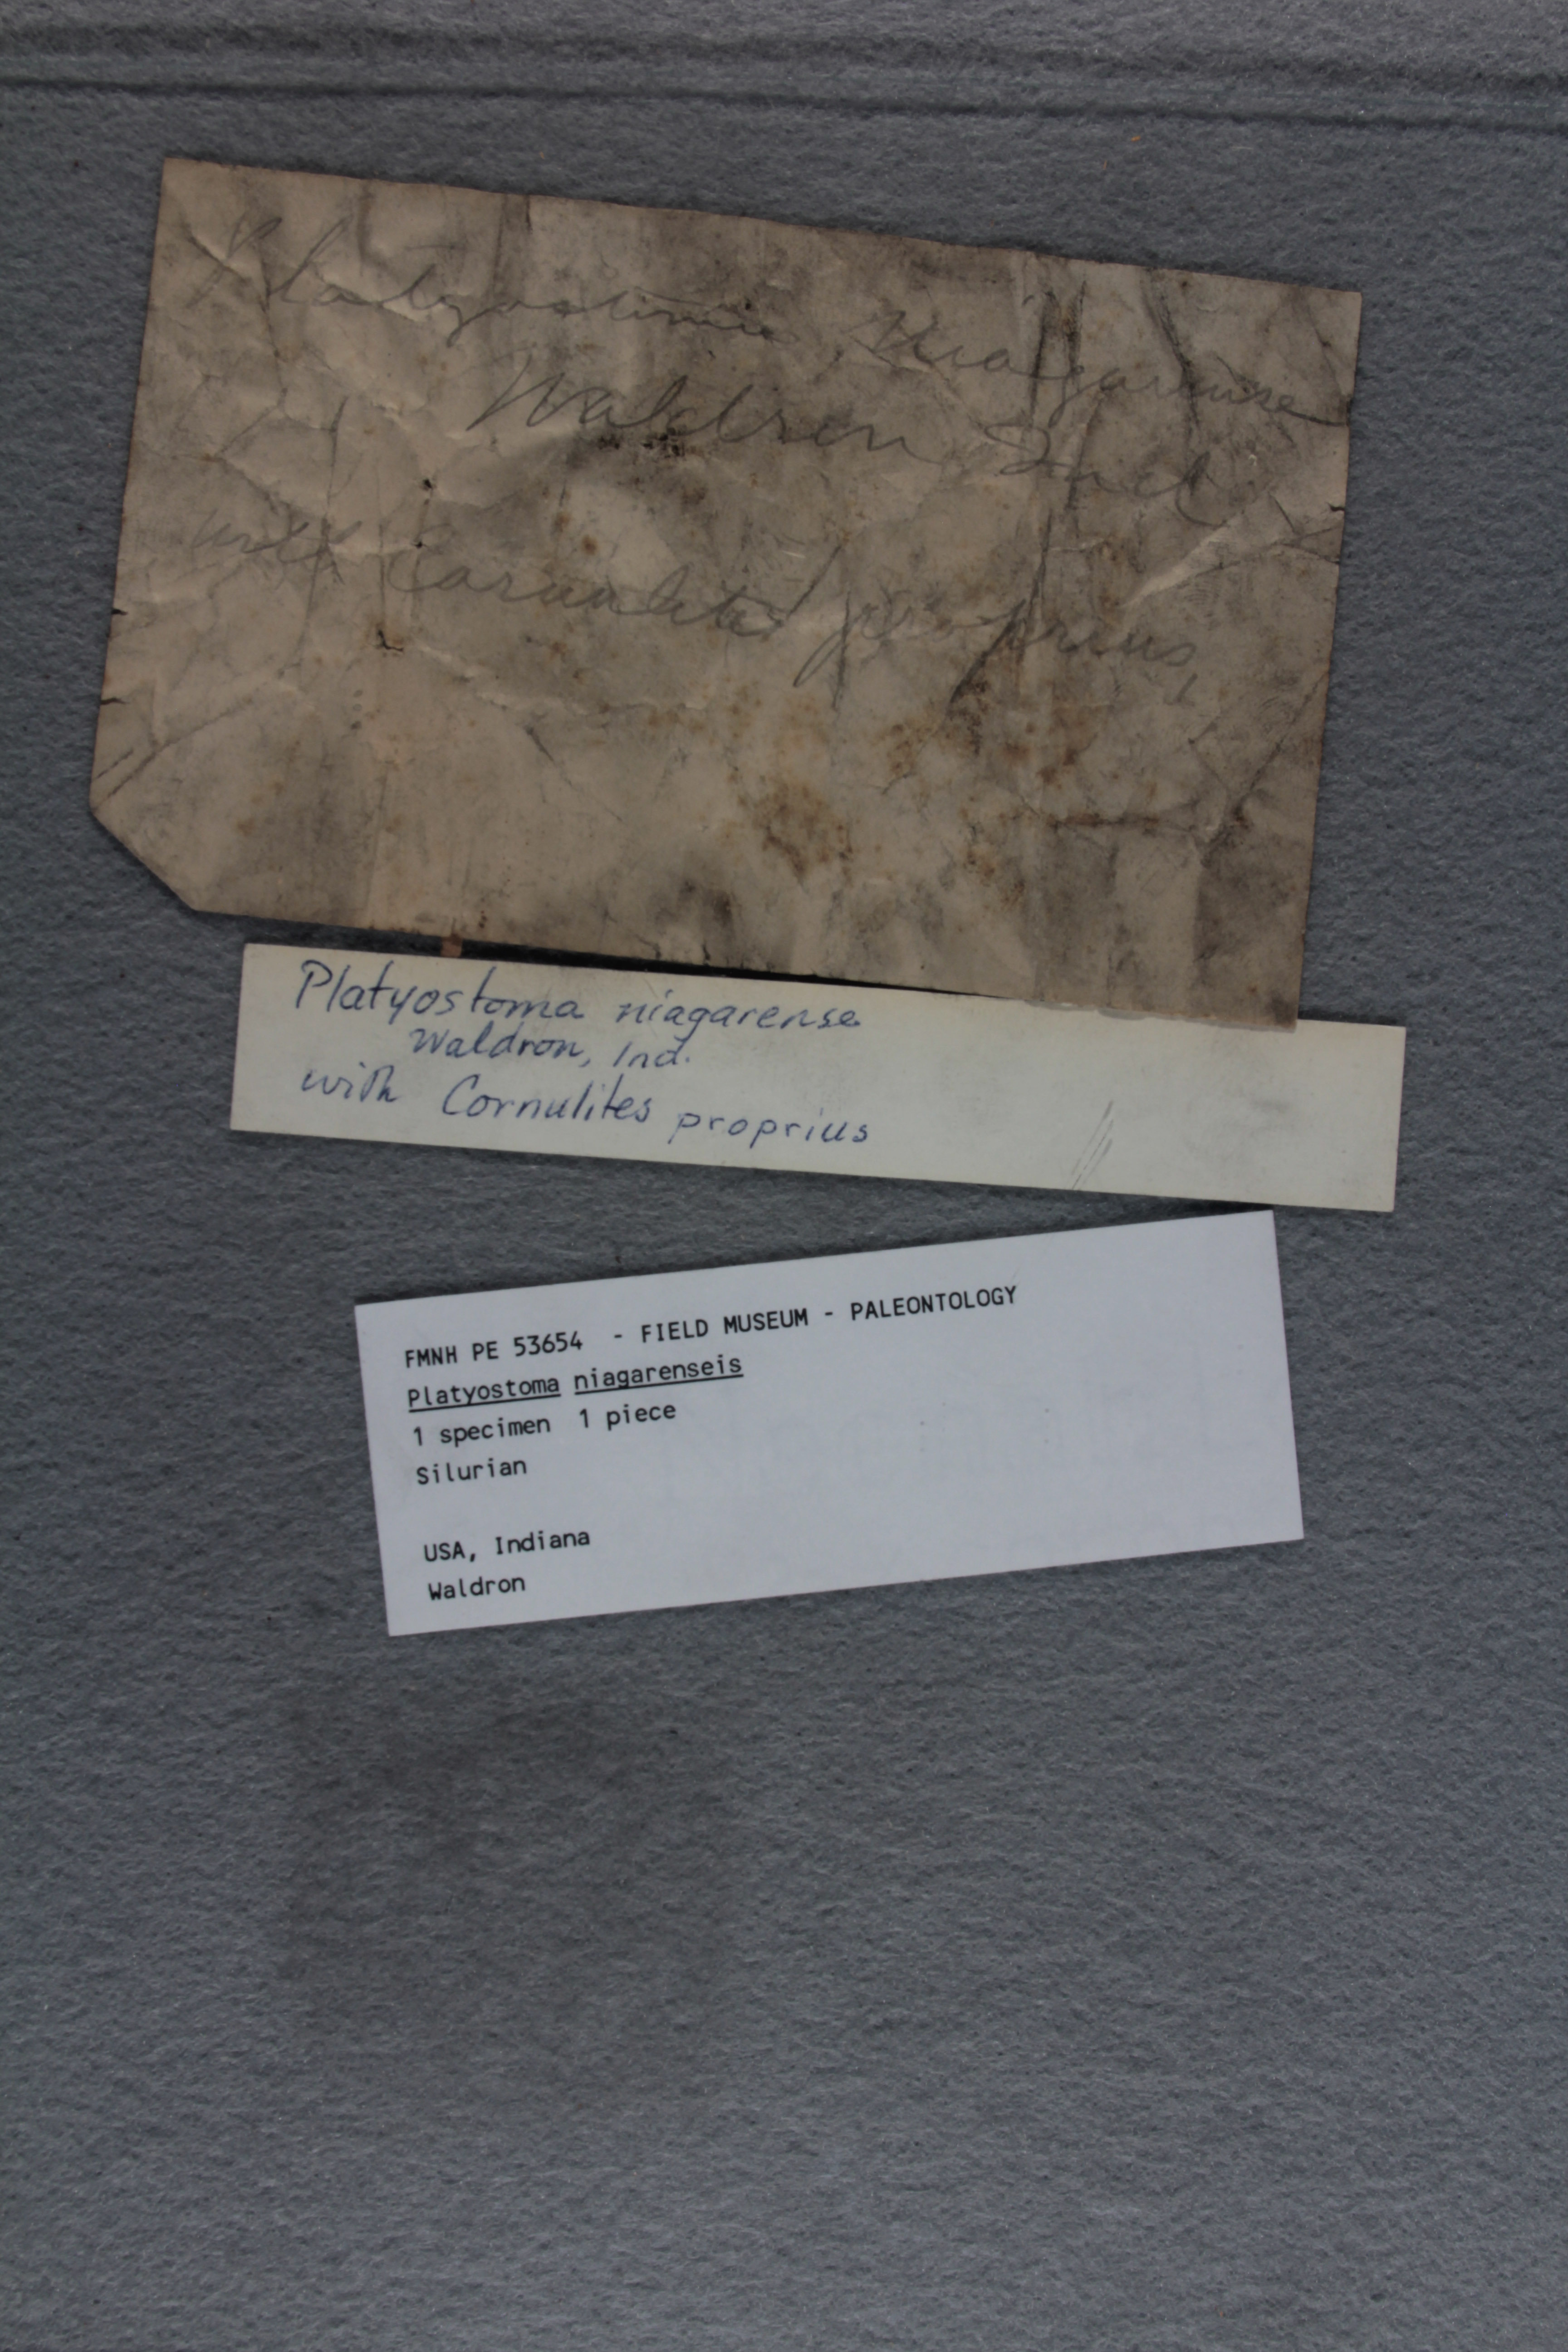 Platyostoma Niagarense
Waldron Ind
with Cornulites proprius,
Platyostoma niagarense
Waldron, Ind.
with Cornulites proprius
FMNH PE 53654 - FIELD MUSEUM - PALEONTOLOGY
Platyostoma niagarenseis
1 specimen 1 piece
Silurian
USA, Indiana
Waldron